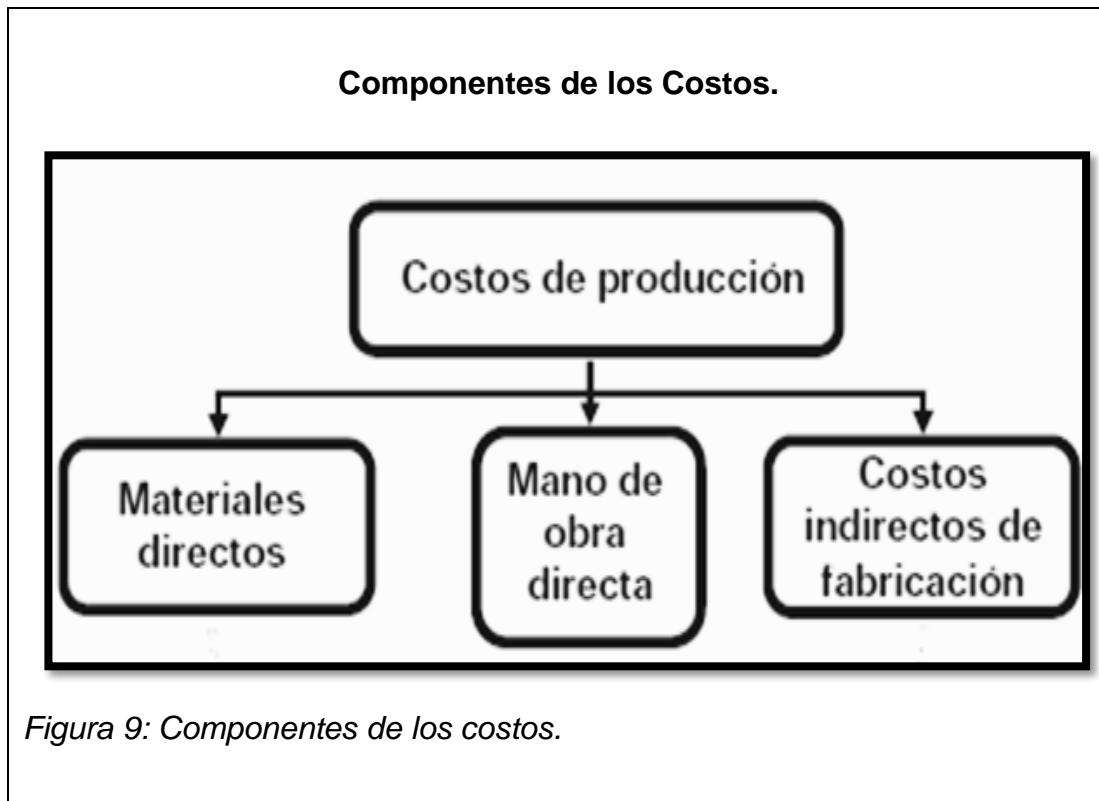 Componentes de los Costos.
Costos de producción
Materiales
directos
Mano de
obra
directa
Costos
indirectos de
fabricación
Figura 9: Componentes de los costos.